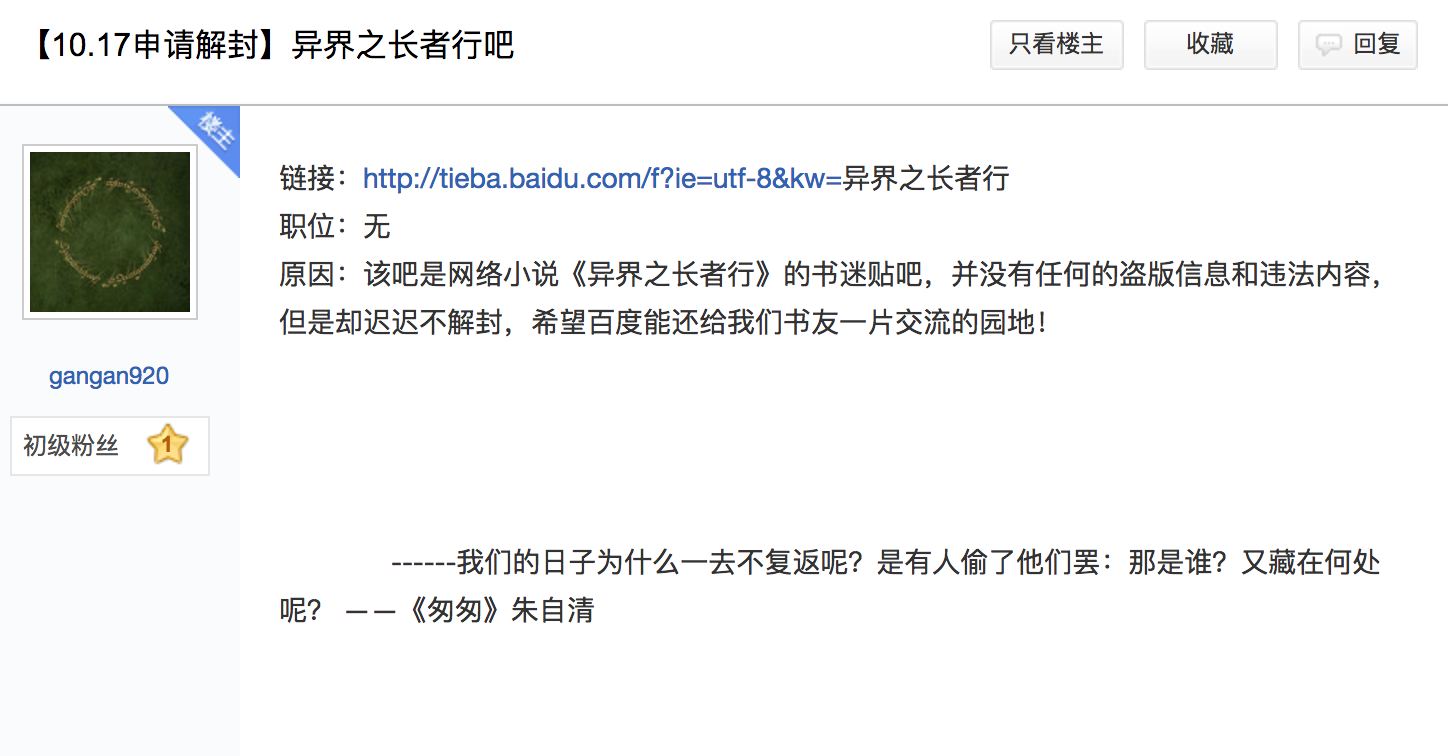 【10.17申请解封】异界之长者行吧
只看楼主
收藏
回复
楼主
链接：http://tieba.baidu.com/f?ie=utf-8&kw=异界之长者行
职位：无
原因：该吧是网络小说《异界之长者行》的书迷贴吧，并没有任何的盗版信息和违法内容，
但是却迟迟不解封，希望百度能还给我们书友一片交流的园地！
gangan920
初级粉丝 1
------我们的日子为什么一去不复返呢？是有人偷了他们罢：那是谁？又藏在何处
呢？ ——《匆匆》朱自清